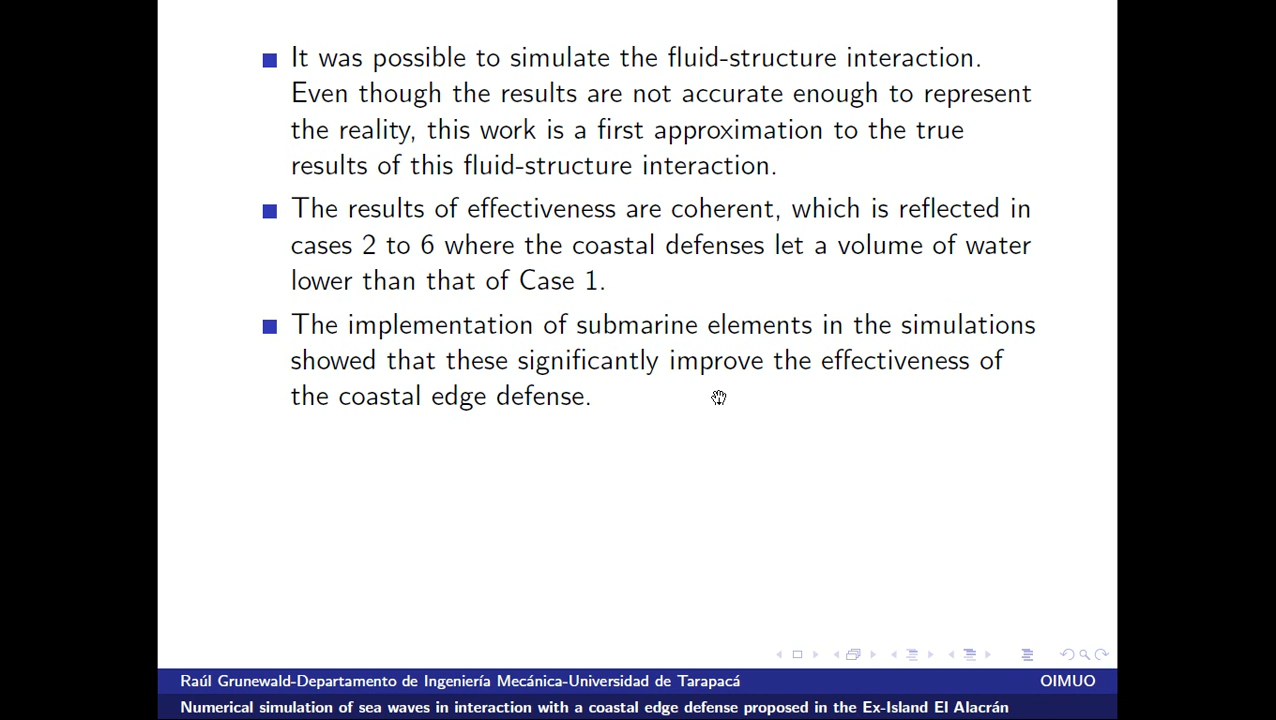 It was possible to simulate the fluid-structure interaction.
Even though the results are not accurate enough to represent
the reality, this work is a first approximation to the true
results of this fluid-structure interaction.
The results of effectiveness are coherent, which is reflected in
cases 2 to 6 where the coastal defenses let a volume of water
lower than that of Case 1.
The implementation of submarine elements in the simulations
showed that these significantly improve the effectiveness of
the coastal edge defense.
Raúl Grunewald-Departamento de Ingeniería Mecánica-Universidad de Tarapacá OIMUO
Numerical simulation of sea waves in interaction with a coastal edge defense proposed in the Ex-Island El Alacrán